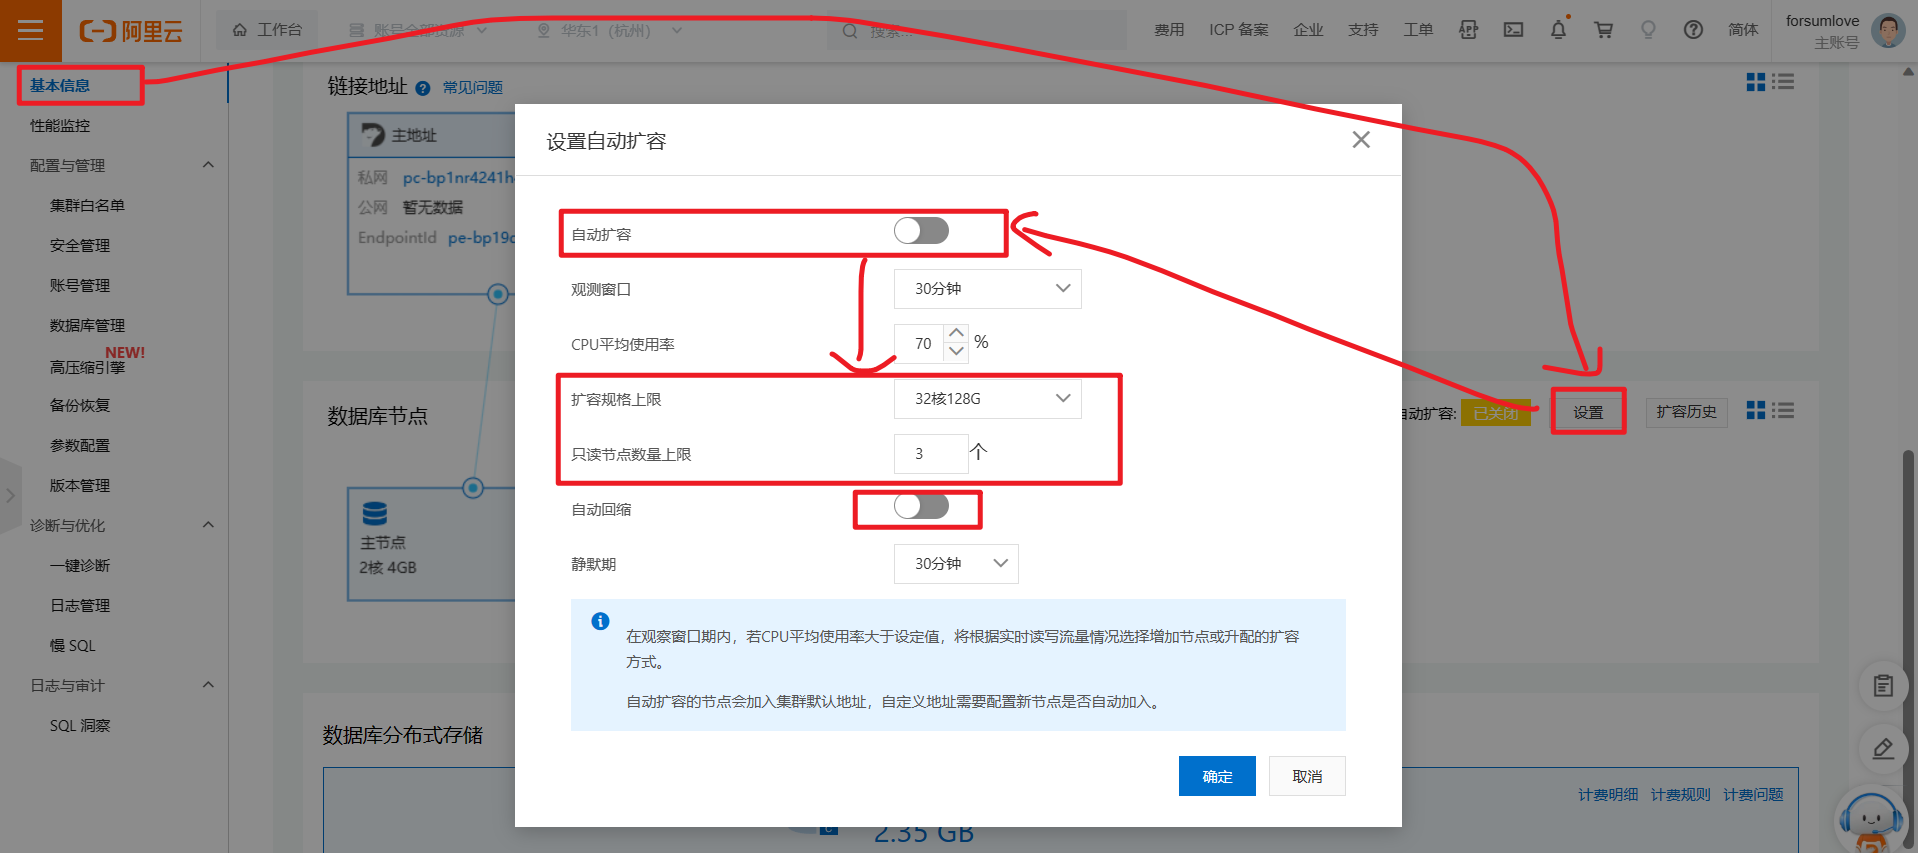 阿里云
工作台
账号全部资源
华东1（杭州）
搜索...
费用
ICP 备案
企业
支持
工单
简体
forsumlove
主账号
基本信息
性能监控
配置与管理
集群白名单
安全管理
账号管理
数据库管理
NEW!
高压缩引擎
备份恢复
参数配置
版本管理
诊断与优化
一键诊断
日志管理
慢 SQL
日志与审计
SQL 洞察
链接地址
常见问题
主地址
私网 pc-bp1nr4241h
公网 暂无数据
EndpointId pe-bp19
数据库节点
自动扩容: 已关闭
设置
扩容历史
主节点
2核 4GB
数据库分布式存储
计费明细 计费规则 计费问题
2.35 GB
设置自动扩容
自动扩容
观测窗口 30分钟
CPU平均使用率 70 %
扩容规格上限 32核128G
只读节点数量上限 3 个
自动回缩
静默期 30分钟
在观察窗口期内，若CPU平均使用率大于设定值，将根据实时读写流量情况选择增加节点或升配的扩容
方式。
自动扩容的节点会加入集群默认地址，自定义地址需要配置新节点是否自动加入。
确定 取消